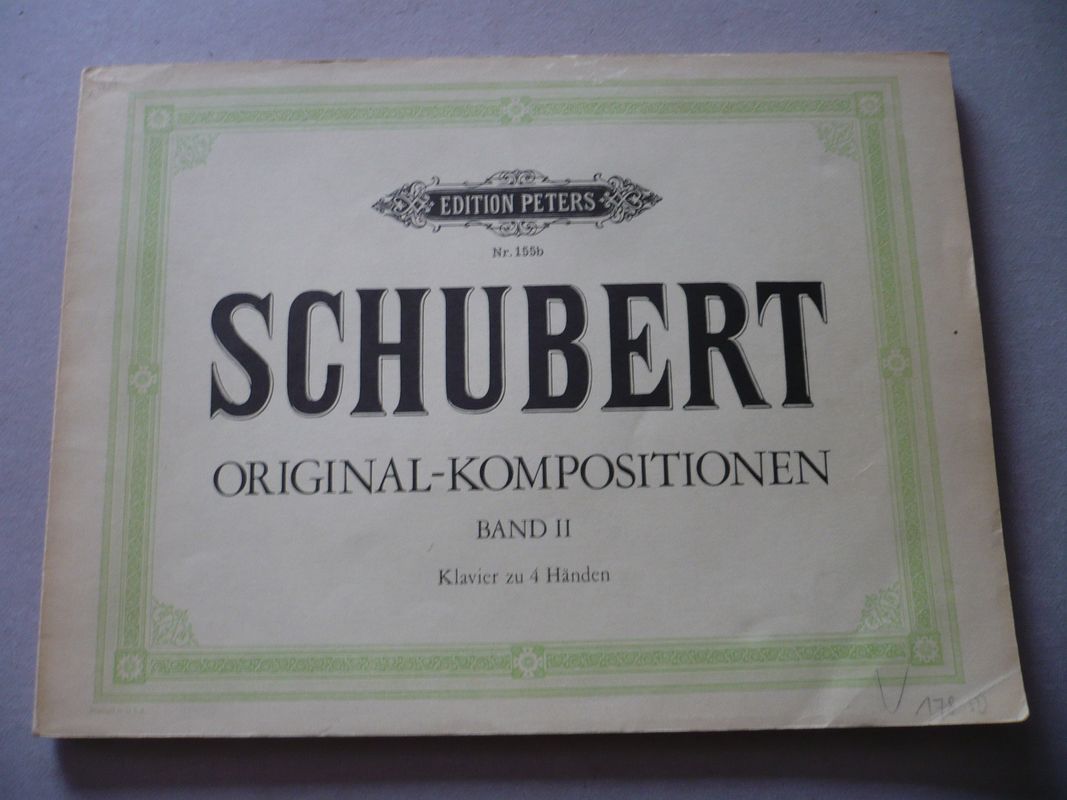 EDITION PETERS
Nr. 155b
SCHUBERT
ORIGINAL-KOMPOSITIONEN
BAND II
Klavier zu 4 Händen